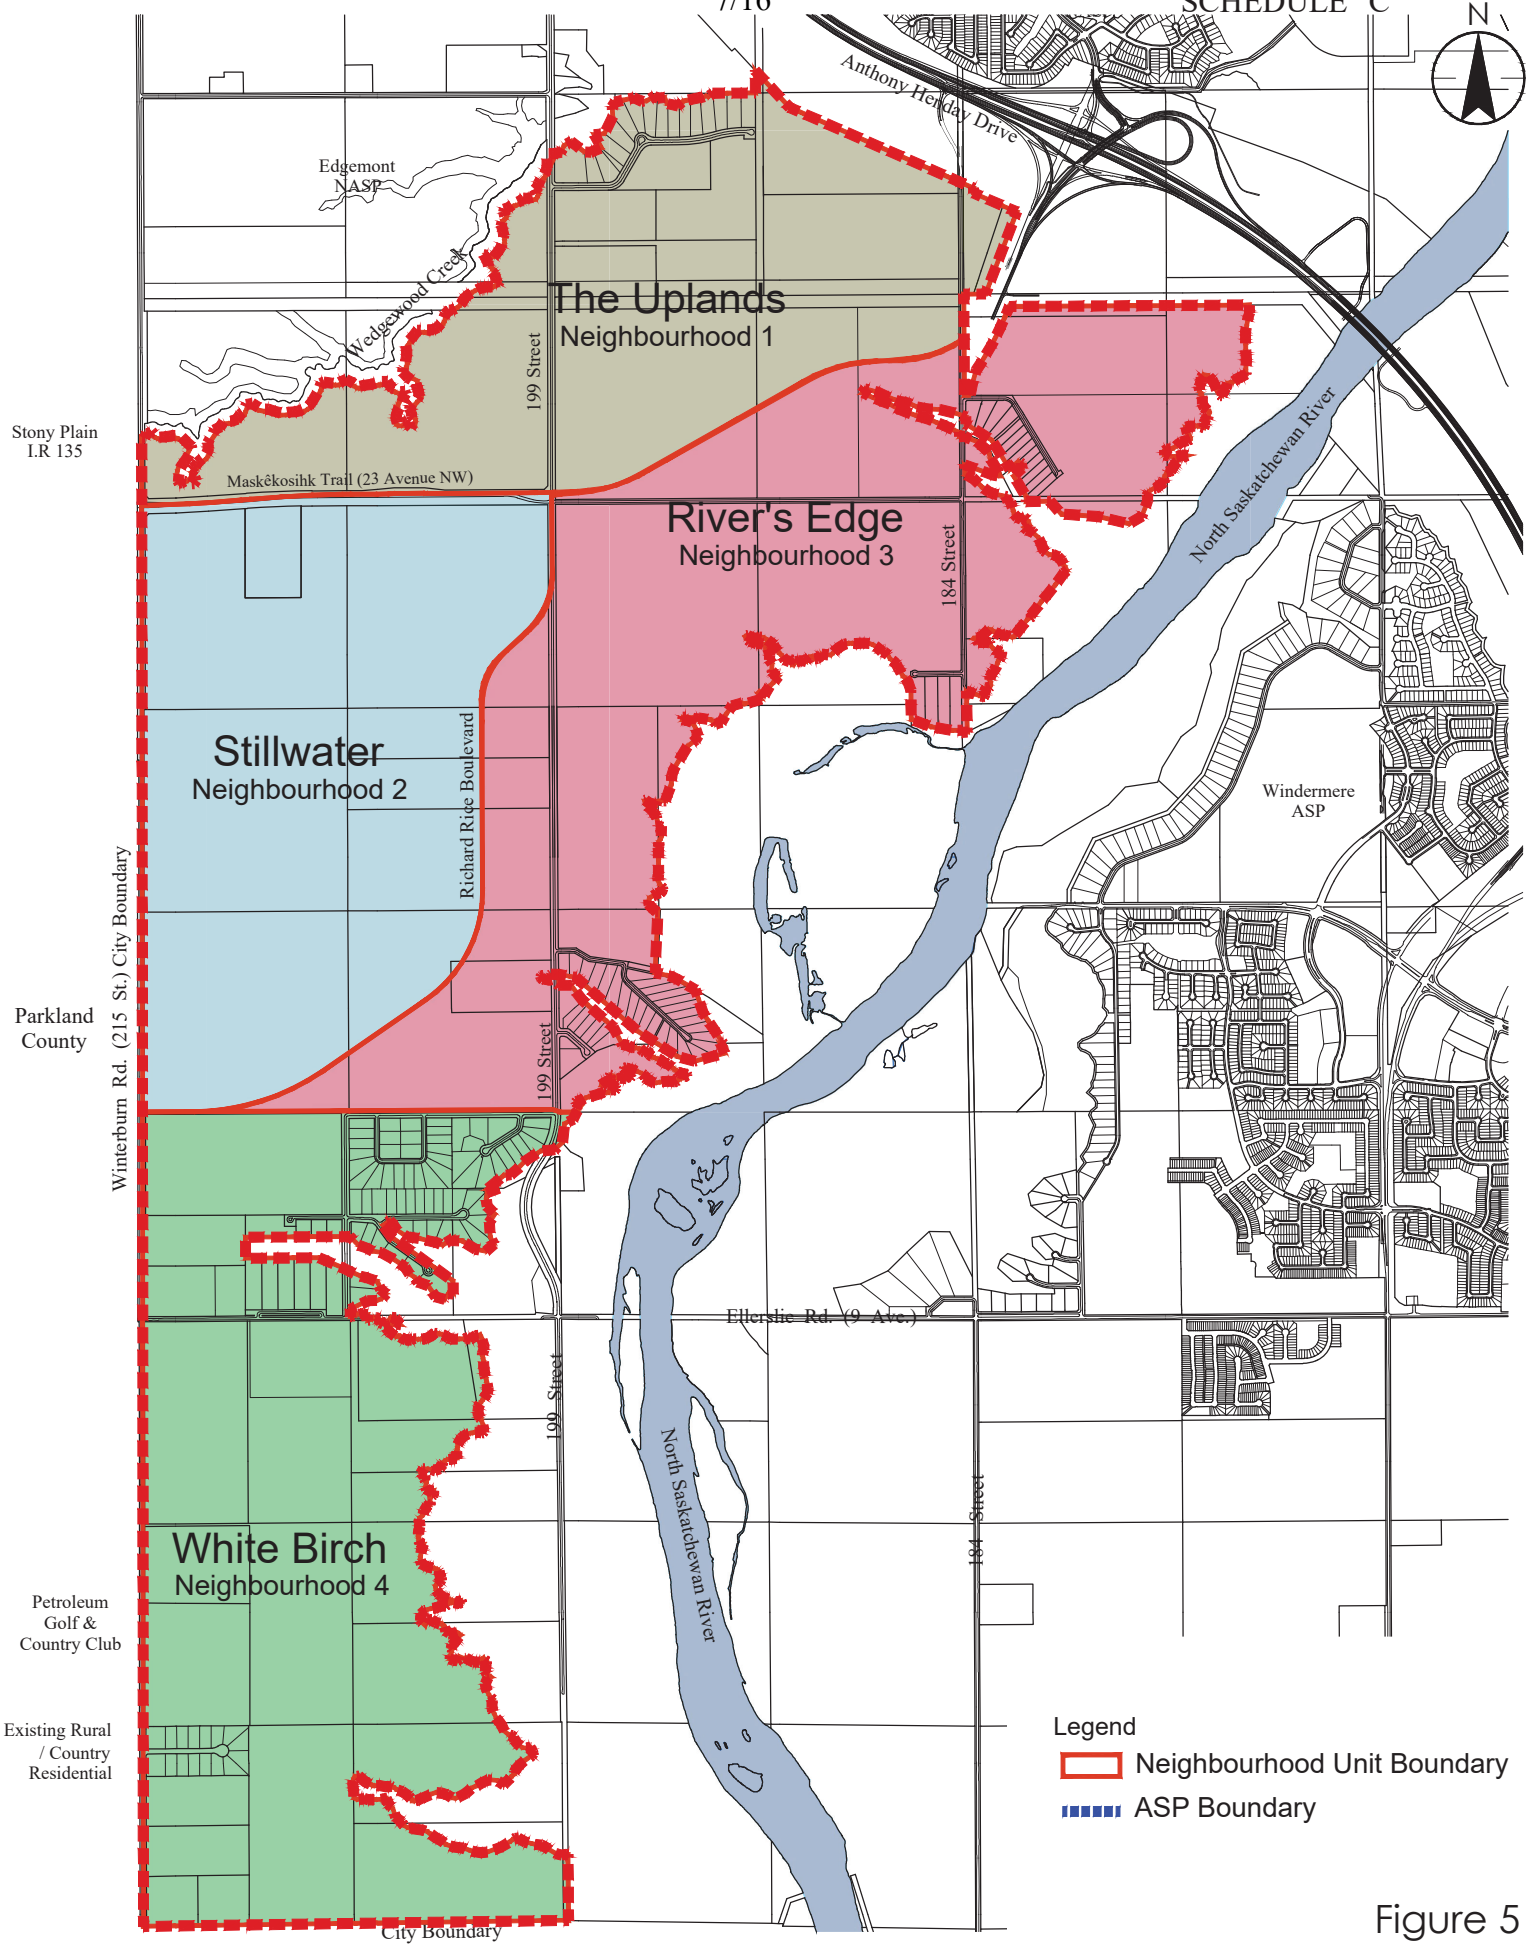 7/16
SCHEDULE "C"
N
Anthony Henday Drive
Edgemont
NASP
Wedgewood Creek
The Uplands
Neighbourhood 1
199 Street
Stony Plain
I.R 135
Maskêkosihk Trail (23 Avenue NW)
River's Edge
Neighbourhood 3
184 Street
North Saskatchewan River
Stillwater
Neighbourhood 2
Richard Rice Boulevard
Windermere
ASP
Winterburn Rd. (215 St.) City Boundary
Parkland
County
199 Street
Ellerslie Rd. (9 Ave.)
199 Street
North Saskatchewan River
184 Street
White Birch
Neighbourhood 4
Petroleum
Golf &
Country Club
Existing Rural
/ Country
Residential
Legend
Neighbourhood Unit Boundary
ASP Boundary
City Boundary
Figure 5